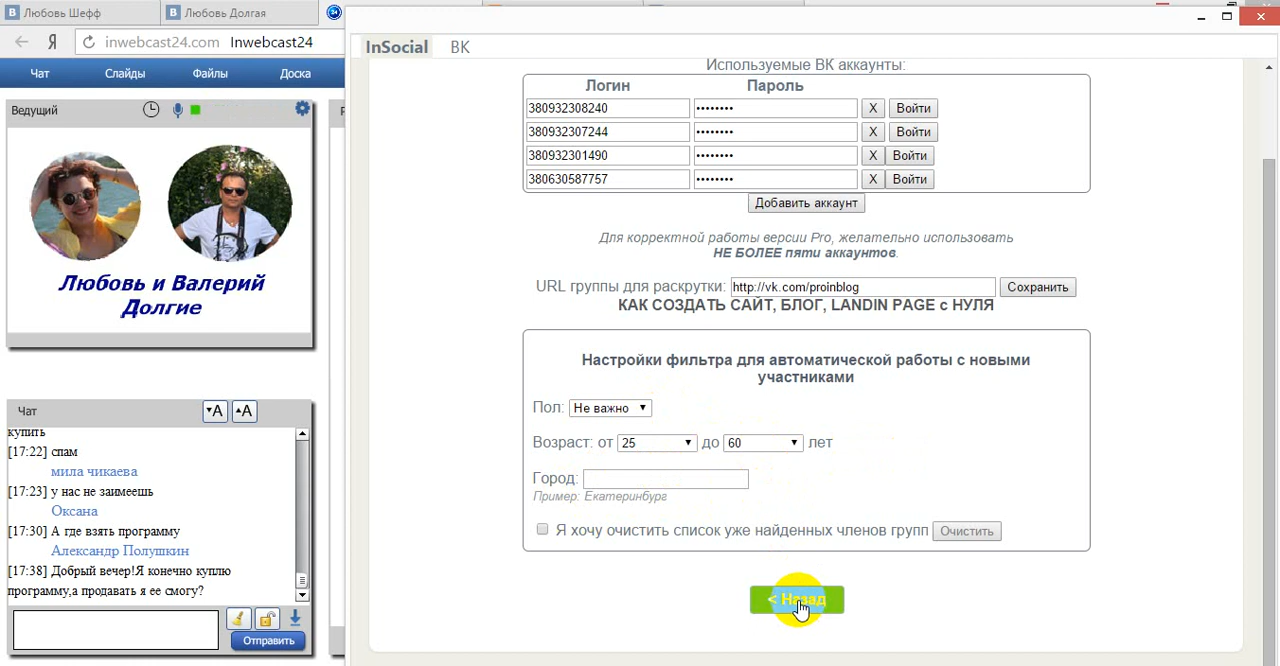 Любовь Шефф
Любовь Долгая
inwebcast24.com Inwebcast24
Чат Слайды Файлы Доска
Ведущий
Любовь и Валерий
Долгие
Чат
купить
[17:22] спам
мила чикаева
[17:23] у нас не заимеешь
Оксана
[17:30] А где взять программу
Александр Полушкин
[17:38] Добрый вечер!Я конечно куплю
программу,а продавать я ее смогу?
Отправить
InSocial ВК
Используемые ВК аккаунты:
Логин Пароль
380932308240 •••••••• X Войти
380932307244 •••••••• X Войти
380932301490 •••••••• X Войти
380630587757 •••••••• X Войти
Добавить аккаунт
Для корректной работы версии Pro, желательно использовать
НЕ БОЛЕЕ пяти аккаунтов.
URL группы для раскрутки: http://vk.com/proinblog Сохранить
КАК СОЗДАТЬ САЙТ, БЛОГ, LANDIN PAGE с НУЛЯ
Настройки фильтра для автоматической работы с новыми
участниками
Пол: Не важно
Возраст: от 25 до 60 лет
Город:
Пример: Екатеринбург
Я хочу очистить список уже найденных членов групп Очистить
< Назад